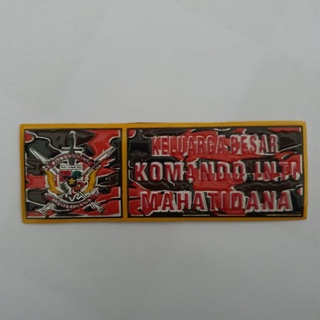 KELUARGA BESAR
KOMANDO INTI
MAHATIDANA